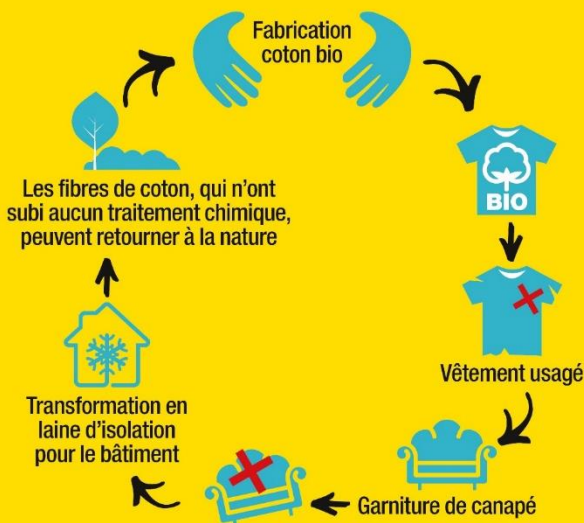 Fabrication
coton bio
BIO
Vêtement usagé
Garniture de canapé
Transformation en
laine d'isolation
pour le bâtiment
Les fibres de coton, qui n'ont
subi aucun traitement chimique,
peuvent retourner à la nature